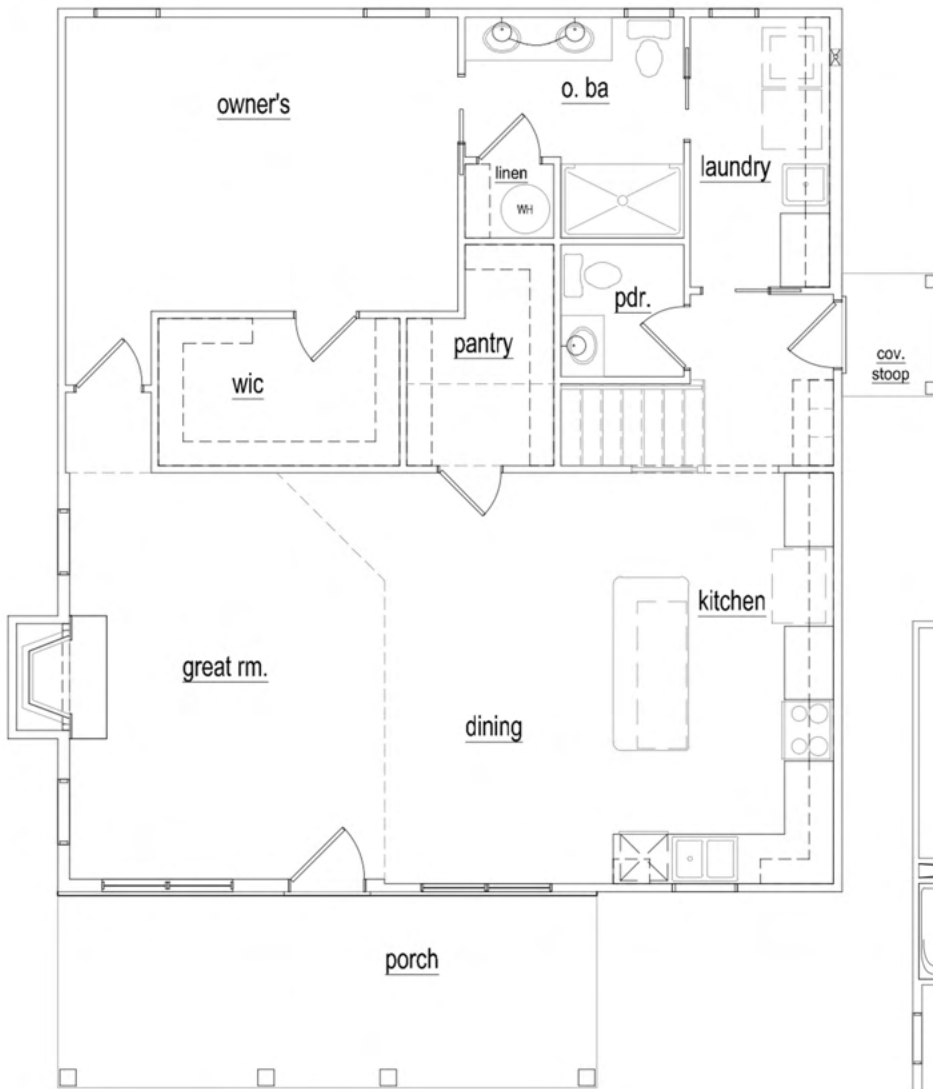 owner's
o. ba
linen
WH
laundry
pdr.
pantry
wic
cov.
stoop
kitchen
great rm.
dining
porch